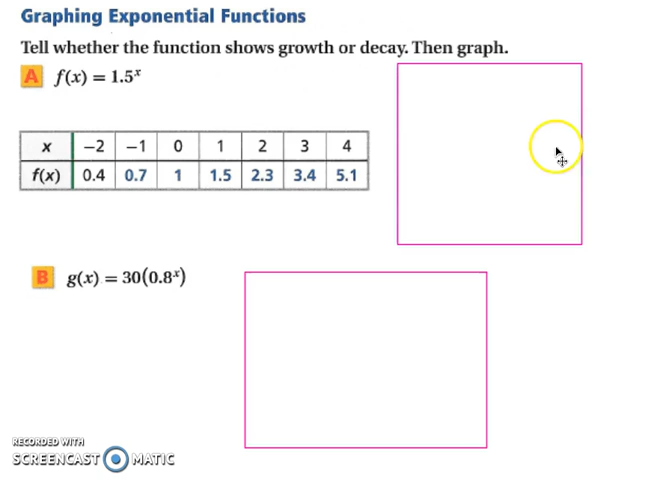 Graphing Exponential Functions
Tell whether the function shows growth or decay. Then graph.
A f(x) = 1.5ˣ
x −2 −1 0 1 2 3 4
f(x) 0.4 0.7 1 1.5 2.3 3.4 5.1
B g(x) = 30(0.8ˣ)
RECORDED WITH
SCREENCAST O MATIC